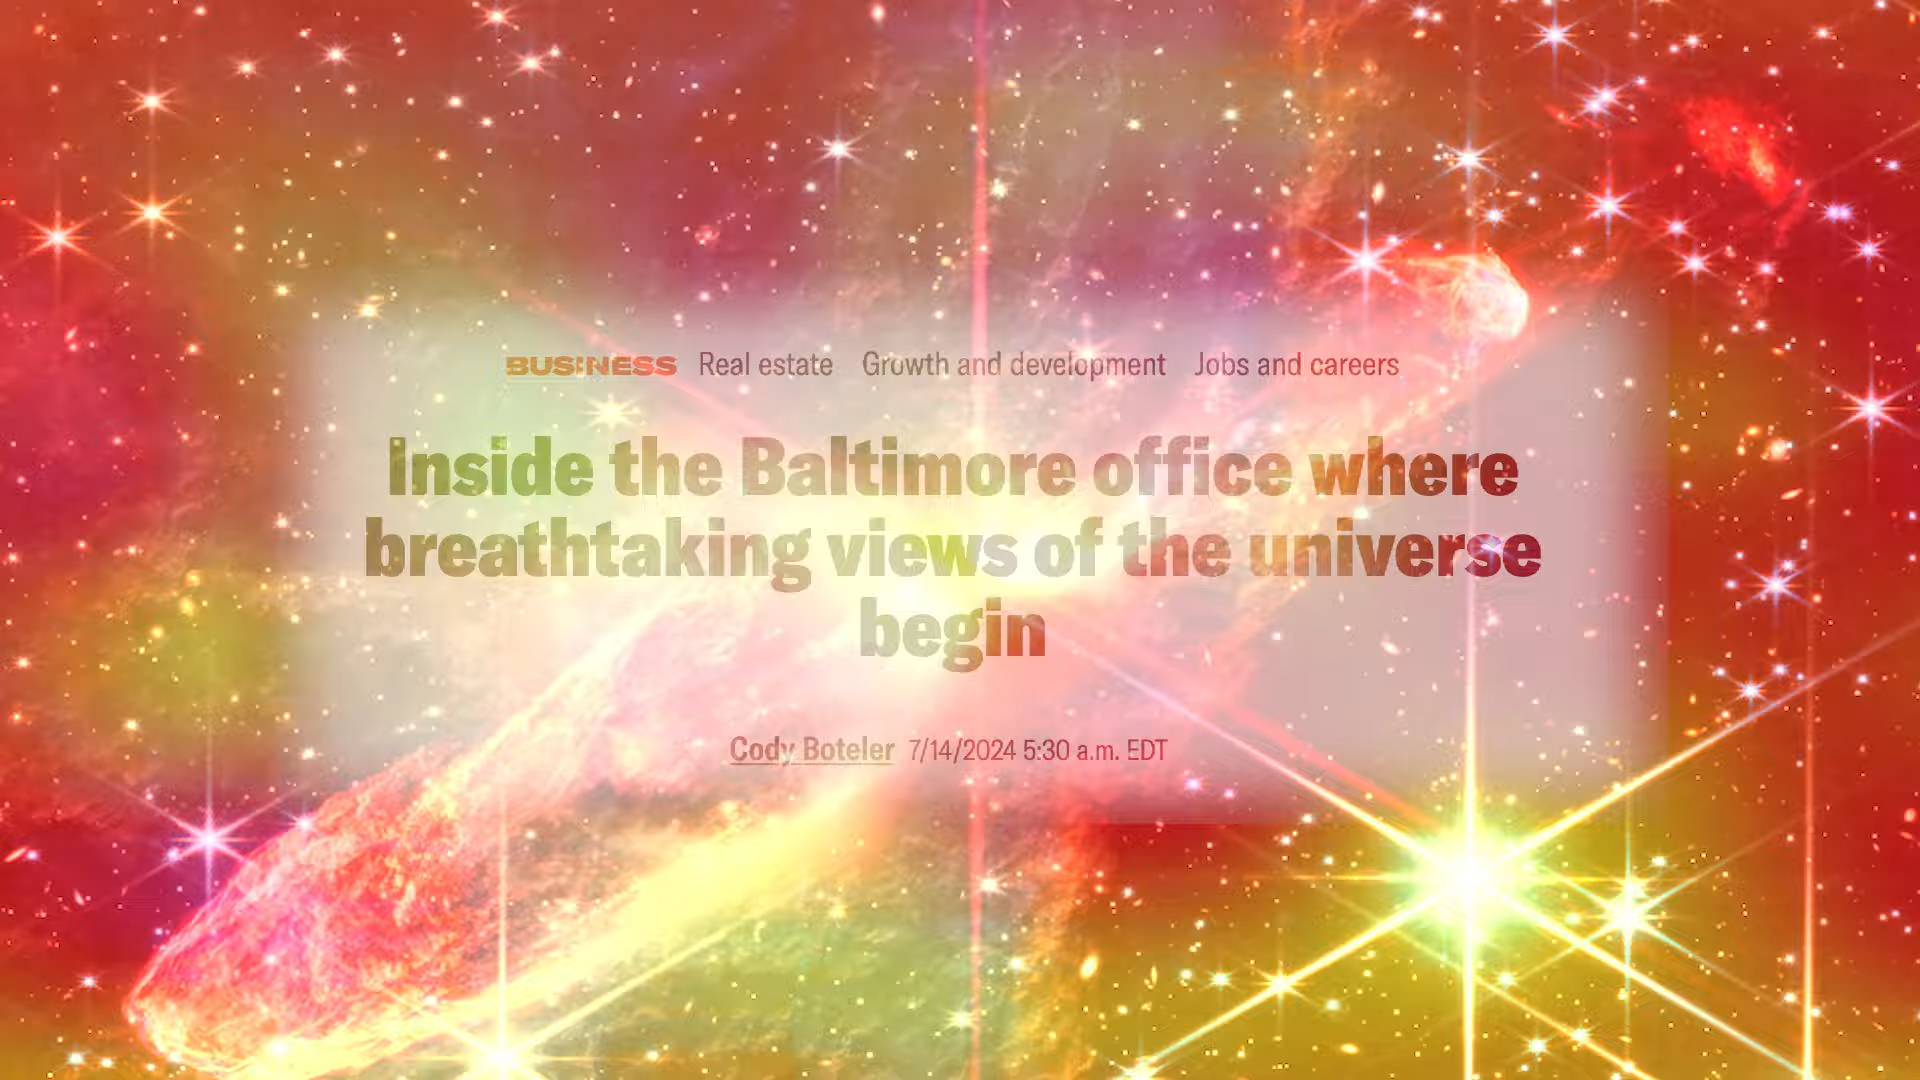 BUSINESS Real estate Growth and development Jobs and careers
Inside the Baltimore office where
breathtaking views of the universe
begin
Cody Boteler 7/14/2024 5:30 a.m. EDT